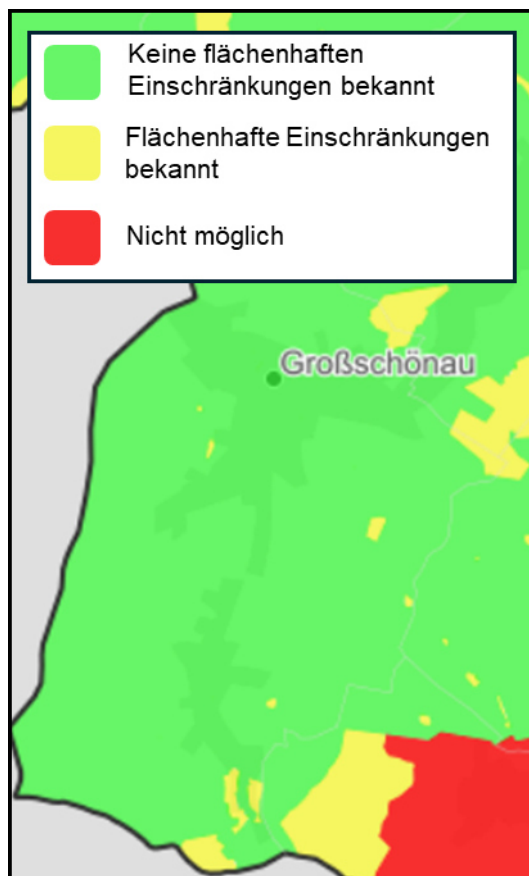 Keine flächenhaften
Einschränkungen bekannt
Flächenhafte Einschränkungen
bekannt
Nicht möglich
Großschönau